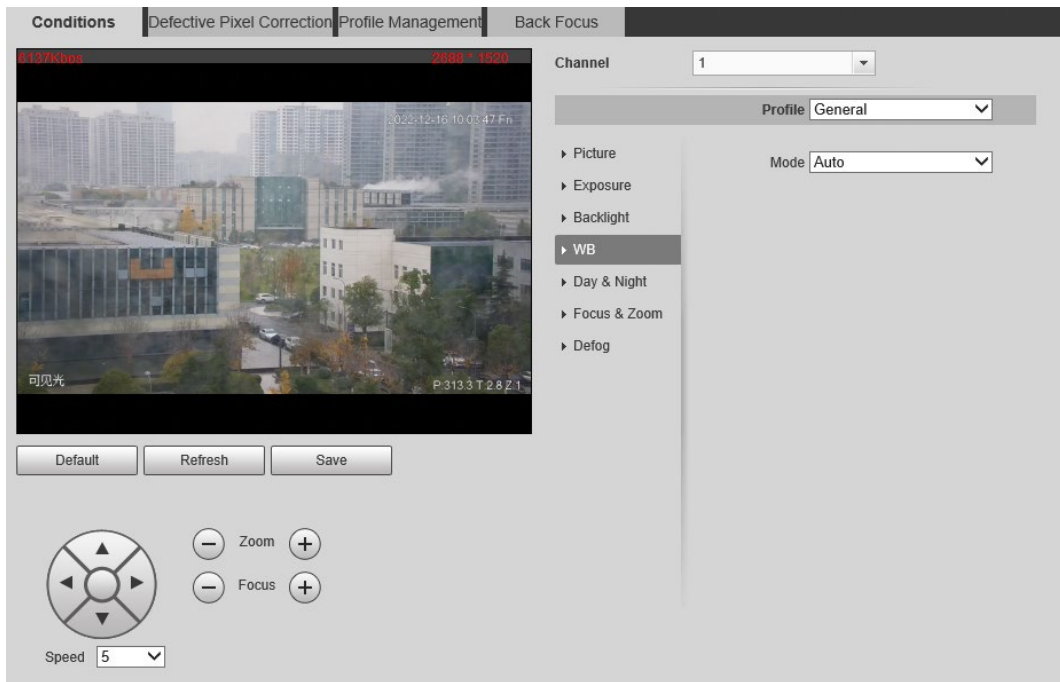 Conditions
Defective Pixel Correction
Profile Management
Back Focus
6137Kbps
2688 * 1520
2022-12-16 10:03:47 Fri
可见光
P:313.3 T:2.8 Z:1
Default
Refresh
Save
Zoom
Focus
Speed 5
Channel 1
Profile General
Picture
Exposure
Backlight
WB
Day & Night
Focus & Zoom
Defog
Mode Auto